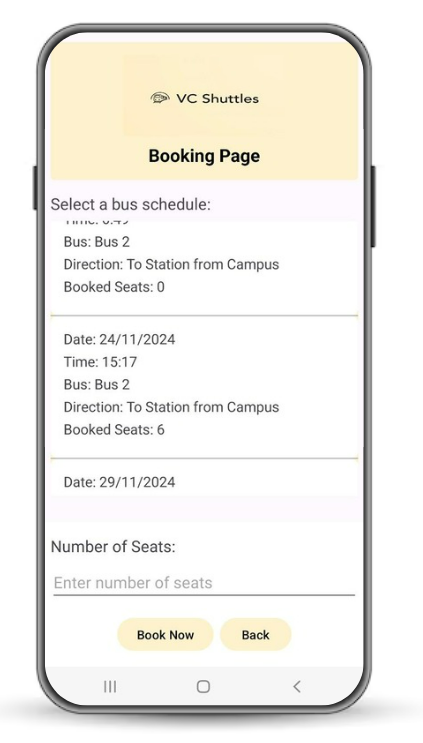 VC Shuttles
Booking Page
Select a bus schedule:
Time: 6:49
Bus: Bus 2
Direction: To Station from Campus
Booked Seats: 0
Date: 24/11/2024
Time: 15:17
Bus: Bus 2
Direction: To Station from Campus
Booked Seats: 6
Date: 29/11/2024
Number of Seats:
Enter number of seats
Book Now
Back